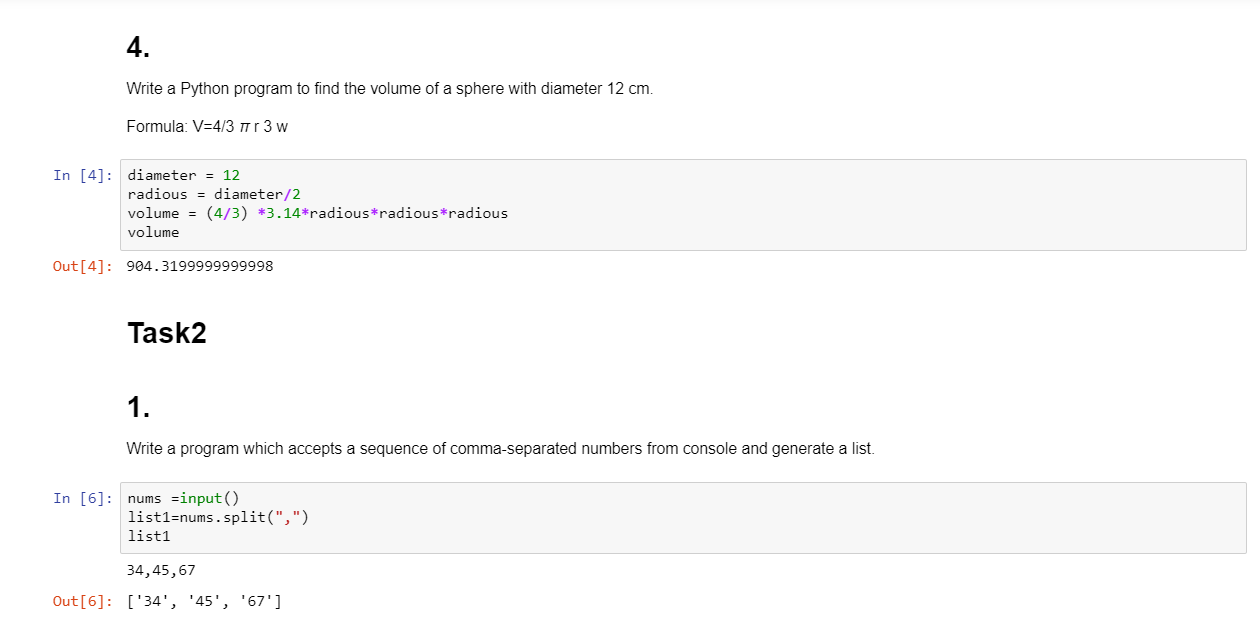 4.
Write a Python program to find the volume of a sphere with diameter 12 cm.
Formula: V=4/3 π r 3 w
In [4]: diameter = 12
radious = diameter/2
volume = (4/3) *3.14*radious*radious*radious
volume
Out[4]: 904.3199999999998
Task2
1.
Write a program which accepts a sequence of comma-separated numbers from console and generate a list.
In [6]: nums =input()
list1=nums.split(",")
list1
34,45,67
Out[6]: ['34', '45', '67']